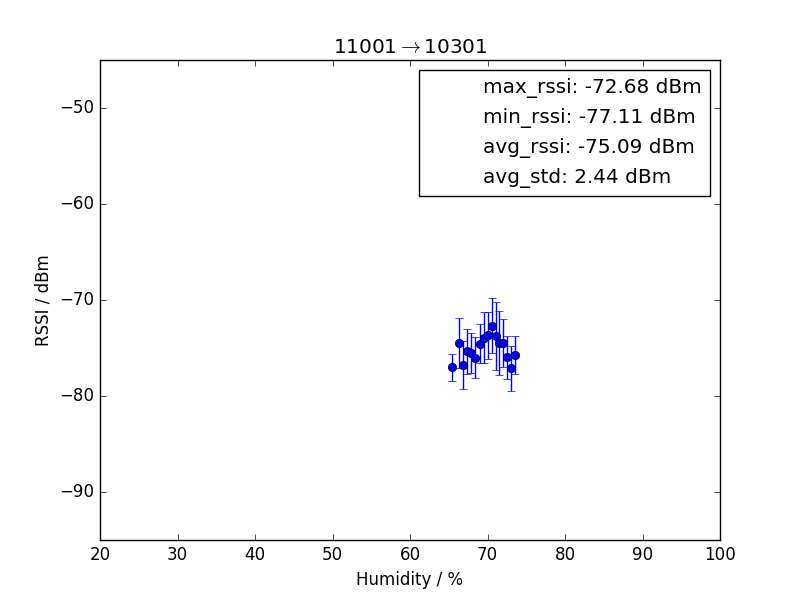 11001→10301
max_rssi: -72.68 dBm
min_rssi: -77.11 dBm
avg_rssi: -75.09 dBm
avg_std: 2.44 dBm
RSSI / dBm
−50
−60
−70
−80
−90
20 30 40 50 60 70 80 90 100
Humidity / %